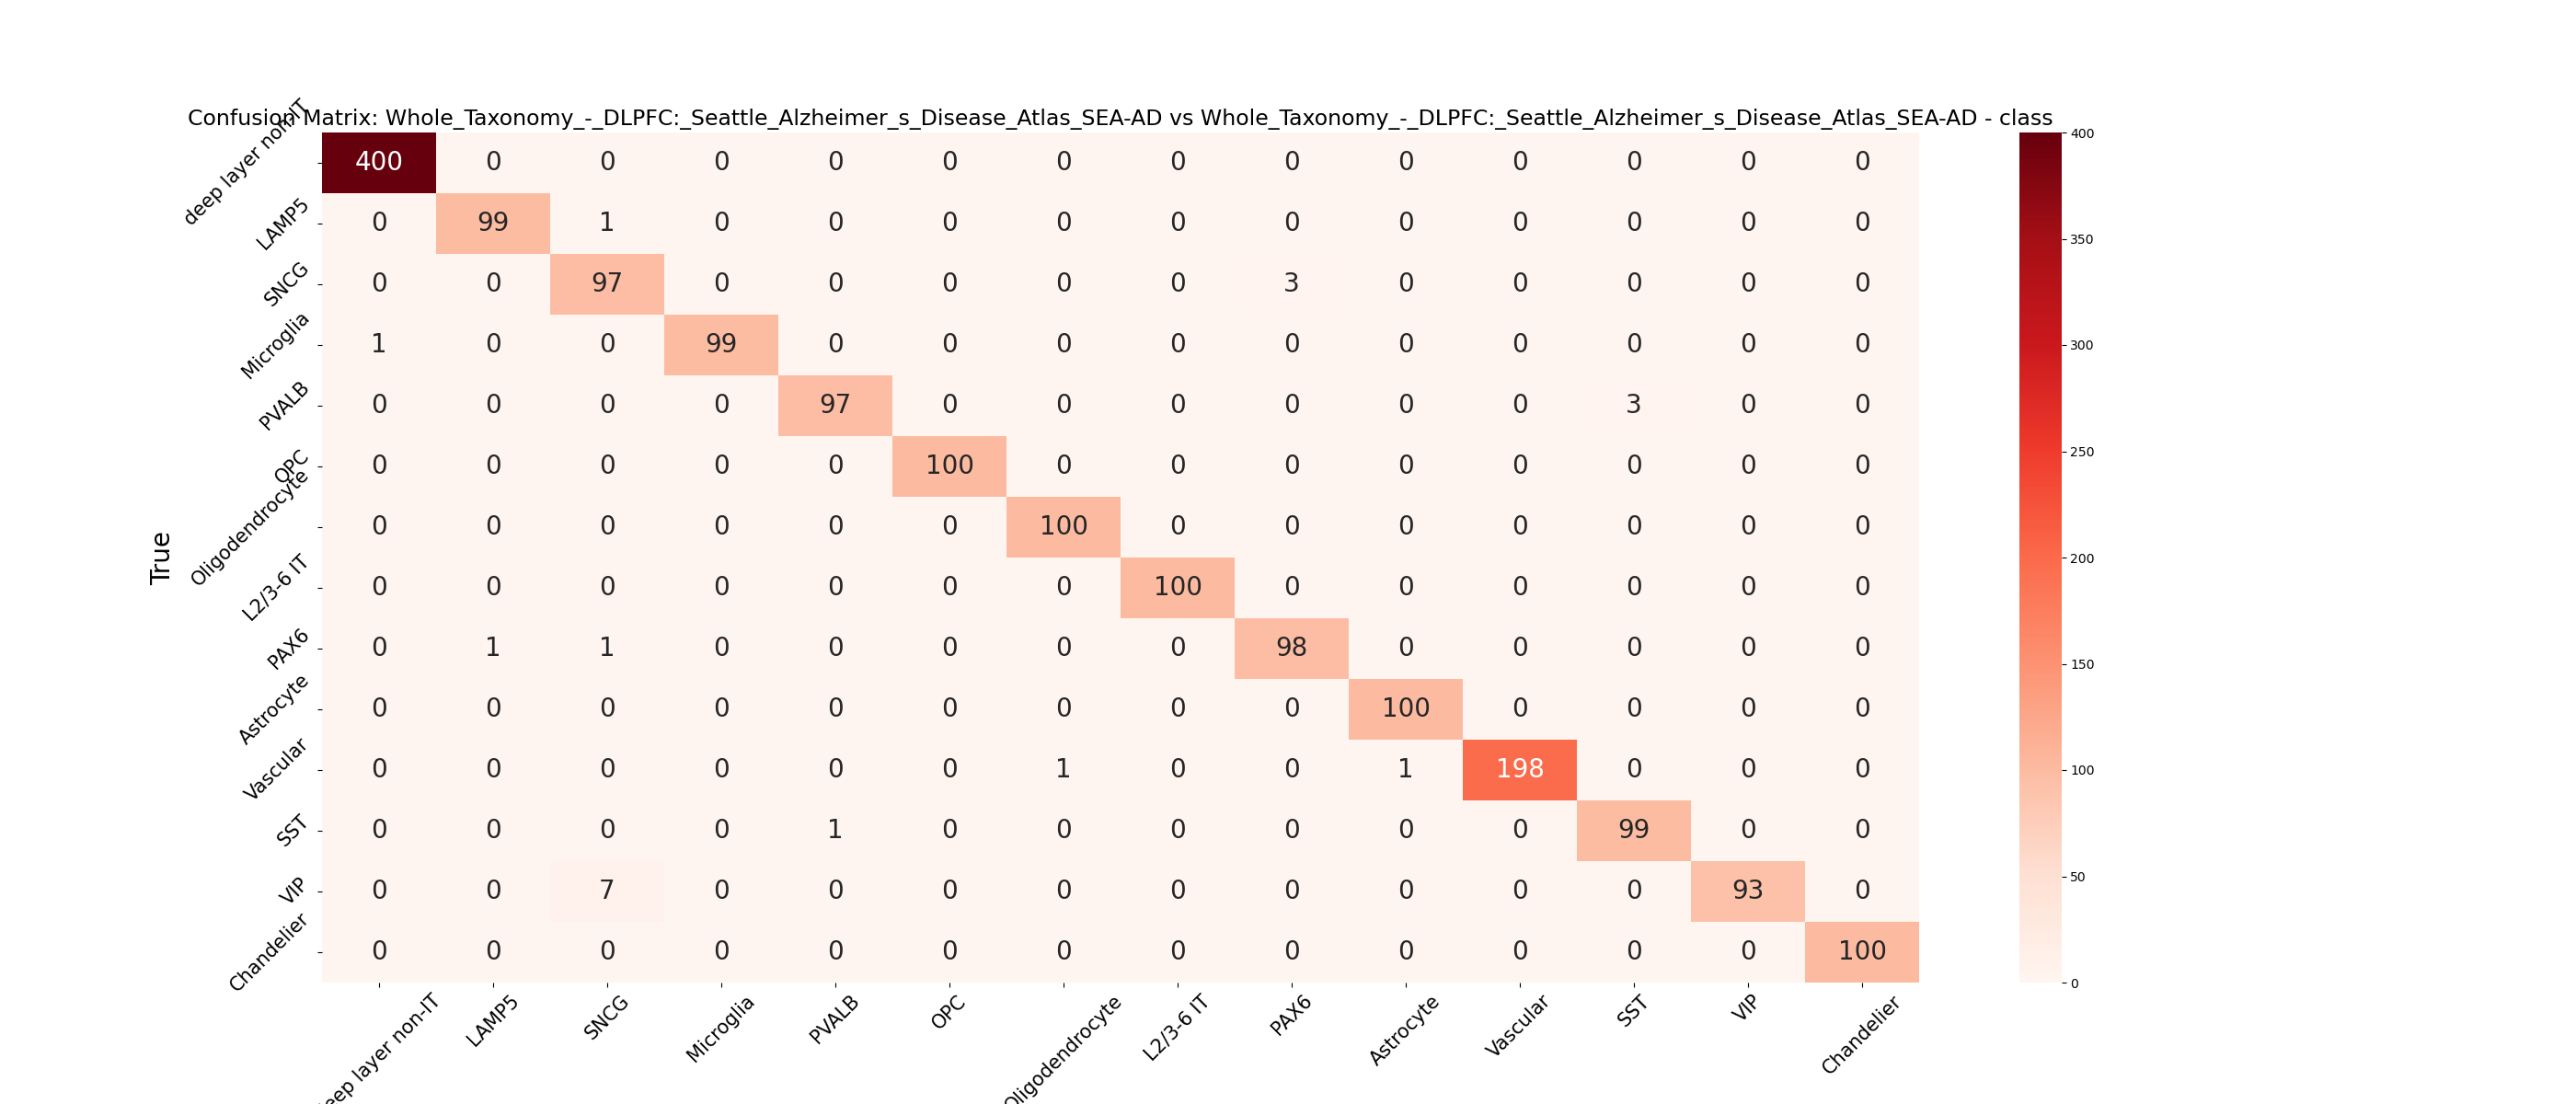 Confusion Matrix: Whole_Taxonomy_-_DLPFC:_Seattle_Alzheimer_s_Disease_Atlas_SEA-AD vs Whole_Taxonomy_-_DLPFC:_Seattle_Alzheimer_s_Disease_Atlas_SEA-AD - class
True
deep layer non-IT 400 0 0 0 0 0 0 0 0 0 0 0 0 0
LAMP5 0 99 1 0 0 0 0 0 0 0 0 0 0 0
SNCG 0 0 97 0 0 0 0 0 3 0 0 0 0 0
Microglia 1 0 0 99 0 0 0 0 0 0 0 0 0 0
PVALB 0 0 0 0 97 0 0 0 0 0 0 3 0 0
OPC 0 0 0 0 0 100 0 0 0 0 0 0 0 0
Oligodendrocyte 0 0 0 0 0 0 100 0 0 0 0 0 0 0
L2/3-6 IT 0 0 0 0 0 0 0 100 0 0 0 0 0 0
PAX6 0 1 1 0 0 0 0 0 98 0 0 0 0 0
Astrocyte 0 0 0 0 0 0 0 0 0 100 0 0 0 0
Vascular 0 0 0 0 0 0 1 0 0 1 198 0 0 0
SST 0 0 0 0 1 0 0 0 0 0 0 99 0 0
VIP 0 0 7 0 0 0 0 0 0 0 0 0 93 0
Chandelier 0 0 0 0 0 0 0 0 0 0 0 0 0 100
eep layer non-IT LAMP5 SNCG Microglia PVALB OPC Oligodendrocyte L2/3-6 IT PAX6 Astrocyte Vascular SST VIP Chandelier
400
350
300
250
200
150
100
50
0